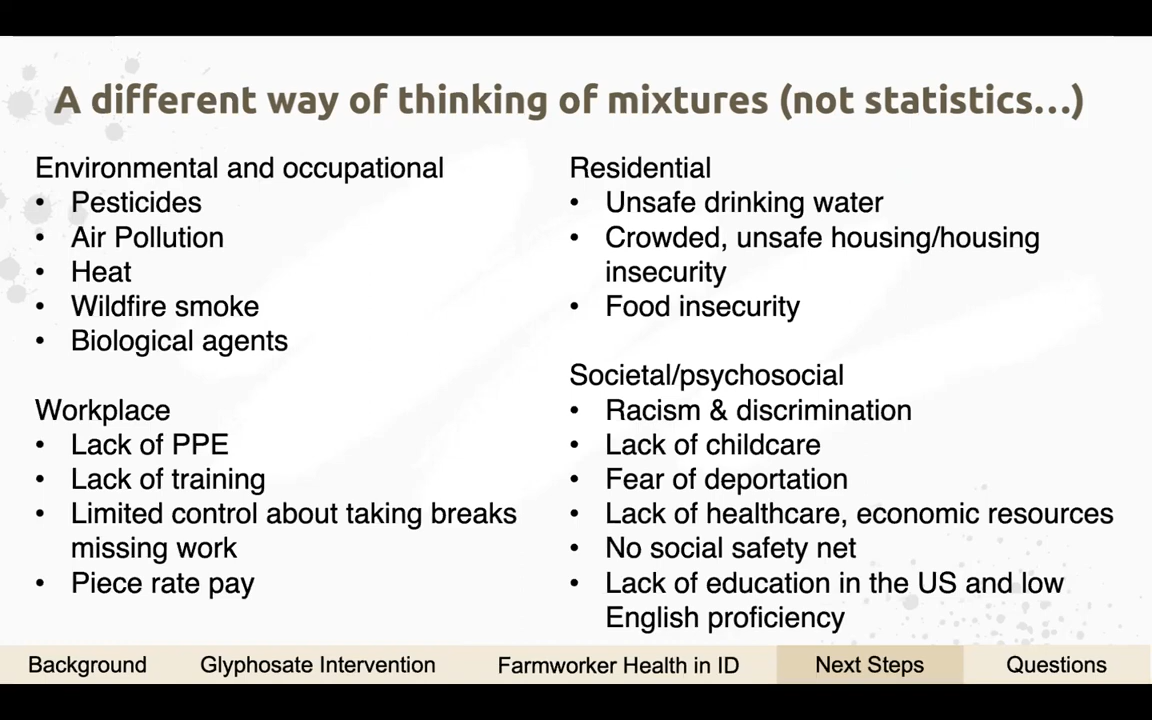 A different way of thinking of mixtures (not statistics...)
Environmental and occupational
• Pesticides
• Air Pollution
• Heat
• Wildfire smoke
• Biological agents
Workplace
• Lack of PPE
• Lack of training
• Limited control about taking breaks
missing work
• Piece rate pay
Residential
• Unsafe drinking water
• Crowded, unsafe housing/housing
insecurity
• Food insecurity
Societal/psychosocial
• Racism & discrimination
• Lack of childcare
• Fear of deportation
• Lack of healthcare, economic resources
• No social safety net
• Lack of education in the US and low
English proficiency
Background
Glyphosate Intervention
Farmworker Health in ID
Next Steps
Questions